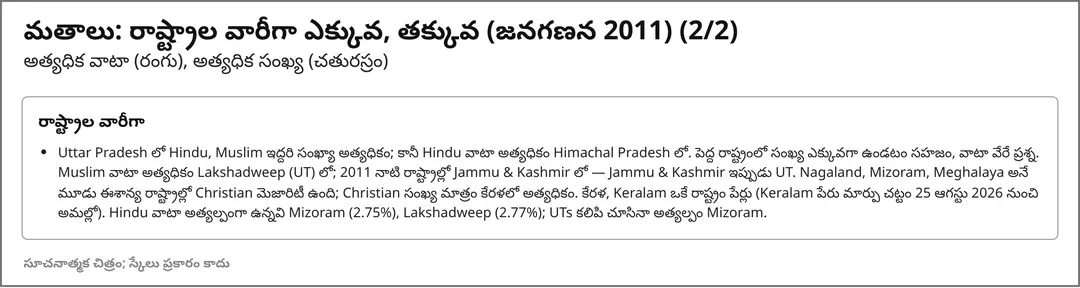 మతాలు: రాష్ట్రాల వారీగా ఎక్కువ, తక్కువ (జనగణన 2011) (2/2)
అత్యధిక వాటా (రంగు), అత్యధిక సంఖ్య (చతురస్రం)
రాష్ట్రాల వారీగా
• Uttar Pradesh లో Hindu, Muslim ఇద్దరి సంఖ్యా అత్యధికం; కానీ Hindu వాటా అత్యధికం Himachal Pradesh లో. పెద్ద రాష్ట్రంలో సంఖ్య ఎక్కువగా ఉండటం సహజం, వాటా వేరే ప్రశ్న.
Muslim వాటా అత్యధికం Lakshadweep (UT) లో; 2011 నాటి రాష్ట్రాల్లో Jammu & Kashmir లో — Jammu & Kashmir ఇప్పుడు UT. Nagaland, Mizoram, Meghalaya అనే
మూడు ఈశాన్య రాష్ట్రాల్లో Christian మెజారిటీ ఉంది; Christian సంఖ్య మాత్రం కేరళలో అత్యధికం. కేరళ, Keralam ఒకే రాష్ట్రం పేర్లు (Keralam పేరు మార్పు చట్టం 25 ఆగస్టు 2026 నుంచి
అమల్లో). Hindu వాటా అత్యల్పంగా ఉన్నవి Mizoram (2.75%), Lakshadweep (2.77%); UTs కలిపి చూసినా అత్యల్పం Mizoram.
సూచనాత్మక చిత్రం; స్కేలు ప్రకారం కాదు